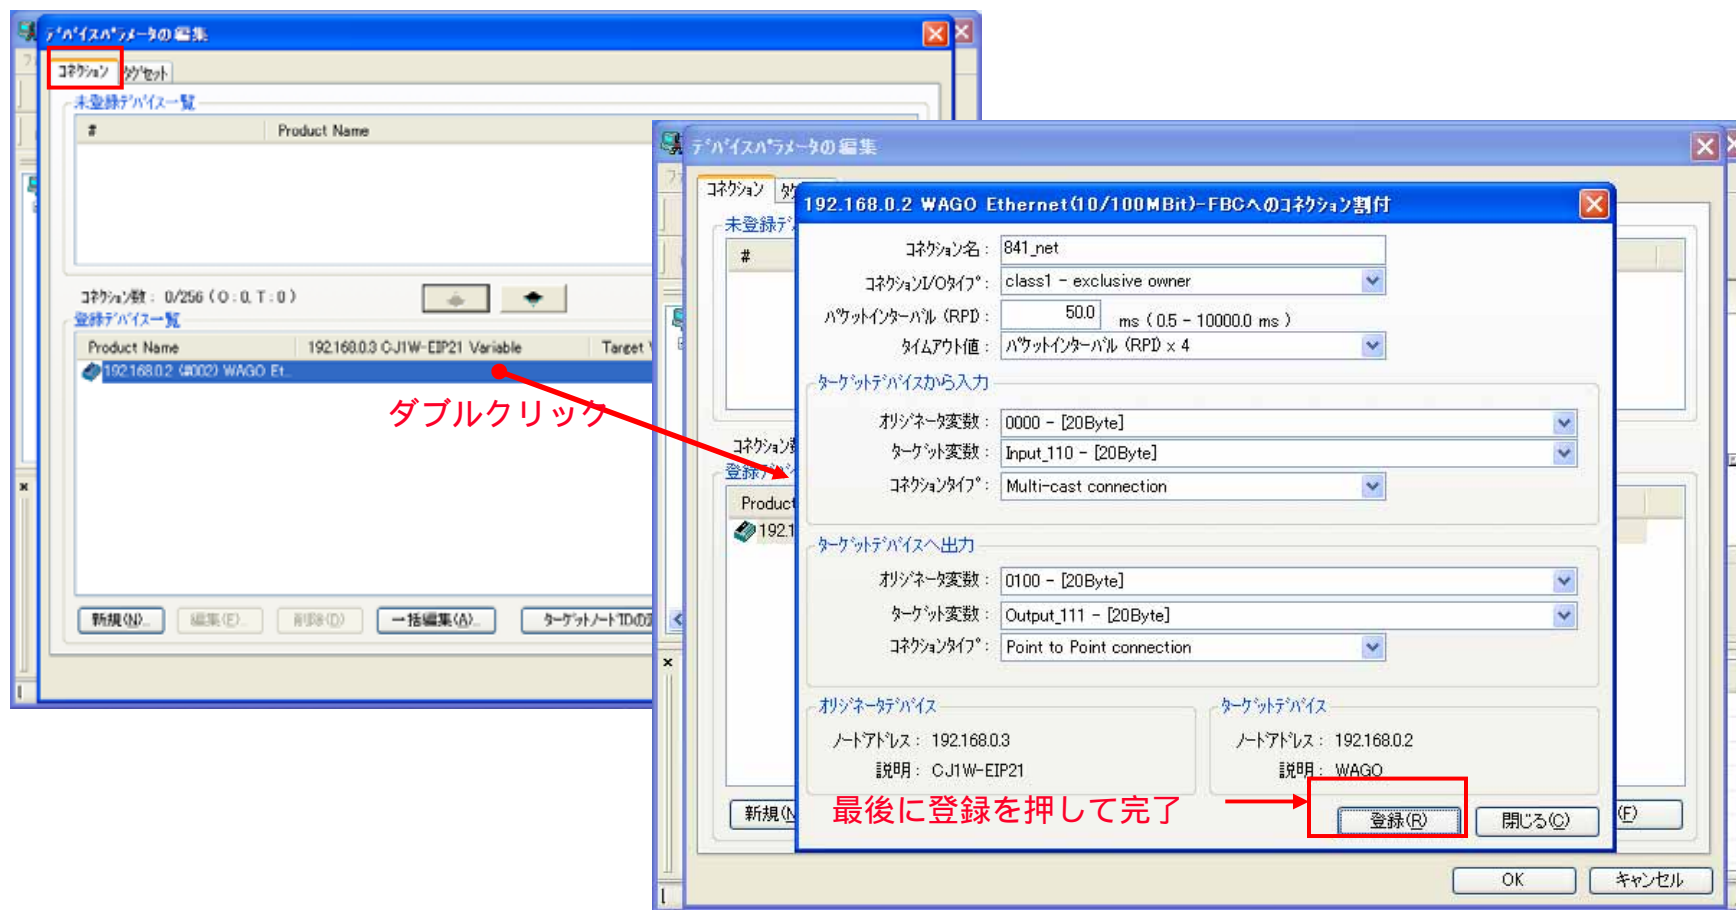 デバイスパラメータの編集
コネクション
タグセット
未登録デバイス一覧
#
Product Name
コネクション数： 0/256 ( O : 0, T : 0 )
登録デバイス一覧
Product Name
192.168.0.3 CJ1W-EIP21 Variable
192.168.0.2 (#002) WAGO Et...
ダブルクリック
新規(N)...
編集(E)...
削除(D)
一括編集(A)...
デバイスパラメータの編集
コネクション
#
192.168.0.2 WAGO Ethernet(10/100MBit)-FBCへのコネクション割付
コネクション名： 841_net
コネクションI/Oタイプ： class1 - exclusive owner
パケットインターバル (RPI)： 50.0 ms ( 0.5 - 10000.0 ms )
タイムアウト値： パケットインターバル (RPI) x 4
ターゲットデバイスから入力
オリジネータ変数： 0000 - [20Byte]
ターゲット変数： Input_110 - [20Byte]
コネクションタイプ： Multi-cast connection
ターゲットデバイスへ出力
オリジネータ変数： 0100 - [20Byte]
ターゲット変数： Output_111 - [20Byte]
コネクションタイプ： Point to Point connection
オリジネータデバイス
ノードアドレス： 192.168.0.3
説明： CJ1W-EIP21
ターゲットデバイス
ノードアドレス： 192.168.0.2
説明： WAGO
最後に登録を押して完了
登録(R)
閉じる(C)
OK
キャンセル